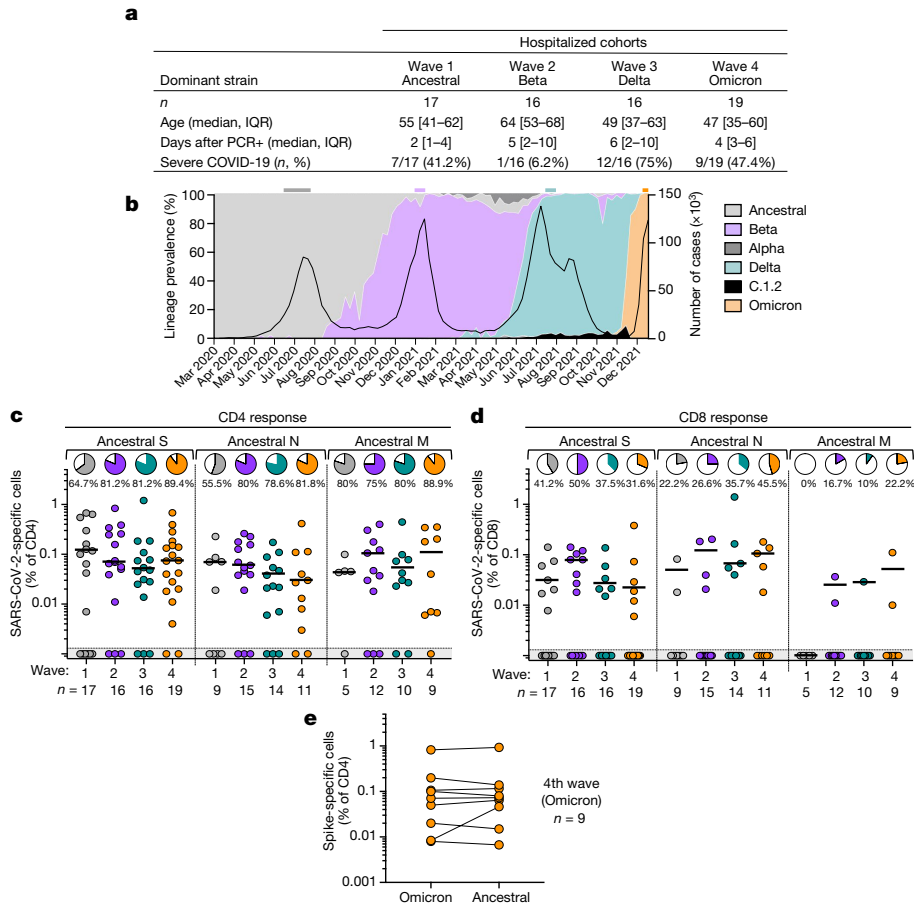 a
Hospitalized cohorts
Dominant strain
Wave 1 Ancestral
Wave 2 Beta
Wave 3 Delta
Wave 4 Omicron
n 17 16 16 19
Age (median, IQR) 55 [41–62] 64 [53–68] 49 [37–63] 47 [35–60]
Days after PCR+ (median, IQR) 2 [1–4] 5 [2–10] 6 [2–10] 4 [3–6]
Severe COVID-19 (n, %) 7/17 (41.2%) 1/16 (6.2%) 12/16 (75%) 9/19 (47.4%)
b
Lineage prevalence (%)
100
80
60
40
20
0
150
100
50
0
Number of cases (×10³)
Mar 2020
Apr 2020
May 2020
Jun 2020
Jul 2020
Aug 2020
Sep 2020
Oct 2020
Nov 2020
Dec 2020
Jan 2021
Feb 2021
Mar 2021
Apr 2021
May 2021
Jun 2021
Jul 2021
Aug 2021
Sep 2021
Oct 2021
Nov 2021
Dec 2021
Ancestral
Beta
Alpha
Delta
C.1.2
Omicron
c
CD4 response
Ancestral S Ancestral N Ancestral M
64.7% 81.2% 81.2% 89.4% 55.5% 80% 78.6% 81.8% 80% 75% 80% 88.9%
SARS-CoV-2-specific cells
(% of CD4)
1
0.1
0.01
Wave: 1 2 3 4 1 2 3 4 1 2 3 4
n = 17 16 16 19 9 15 14 11 5 12 10 9
d
CD8 response
Ancestral S Ancestral N Ancestral M
41.2% 50% 37.5% 31.6% 22.2% 26.6% 35.7% 45.5% 0% 16.7% 10% 22.2%
SARS-CoV-2-specific cells
(% of CD8)
1
0.1
0.01
Wave: 1 2 3 4 1 2 3 4 1 2 3 4
n = 17 16 16 19 9 15 14 11 5 12 10 9
e
Spike-specific cells
(% of CD4)
1
0.1
0.01
0.001
Omicron Ancestral
4th wave
(Omicron)
n = 9